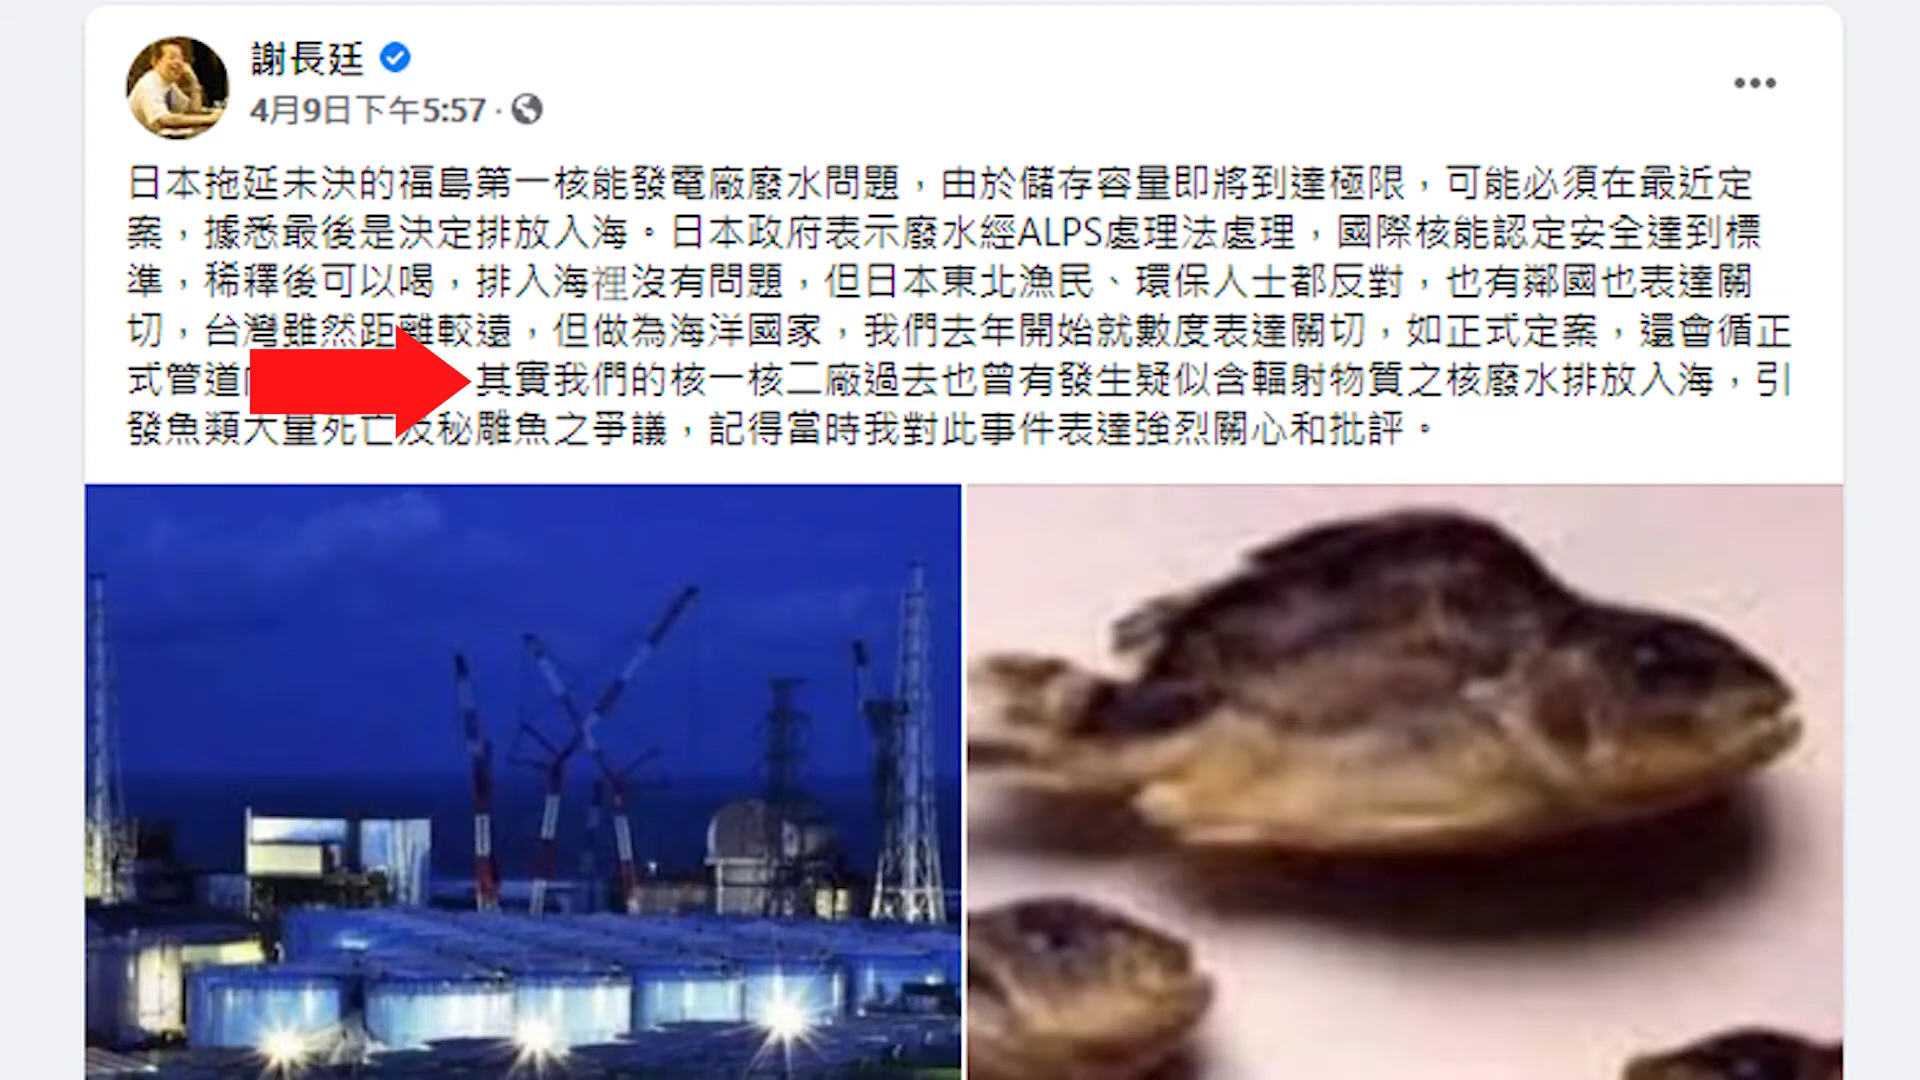 謝長廷
4月9日下午5:57
日本拖延未決的福島第一核能發電廠廢水問題，由於儲存容量即將到達極限，可能必須在最近定
案，據悉最後是決定排放入海。日本政府表示廢水經ALPS處理法處理，國際核能認定安全達到標
準，稀釋後可以喝，排入海裡沒有問題，但日本東北漁民、環保人士都反對，也有鄰國也表達關
切，台灣雖然距離較遠，但做為海洋國家，我們去年開始就數度表達關切，如正式定案，還會循正
式管道 其實我們的核一核二廠過去也曾有發生疑似含輻射物質之核廢水排放入海，引
發魚類大量死亡及秘雕魚之爭議，記得當時我對此事件表達強烈關心和批評。